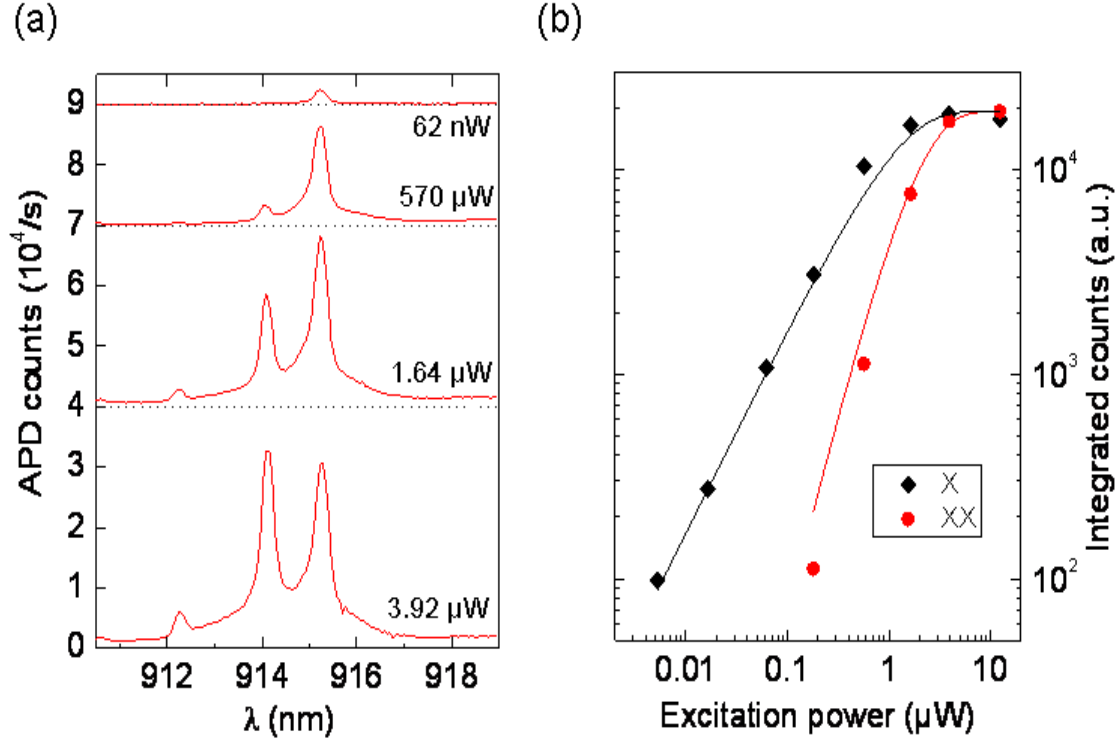 (a)
(b)
9
8
7
6
5
4
3
2
1
0
APD counts (10⁴/s)
62 nW
570 µW
1.64 µW
3.92 µW
912
914
916
918
λ (nm)
10⁴
10³
10²
Integrated counts (a.u.)
X
XX
0.01
0.1
1
10
Excitation power (µW)